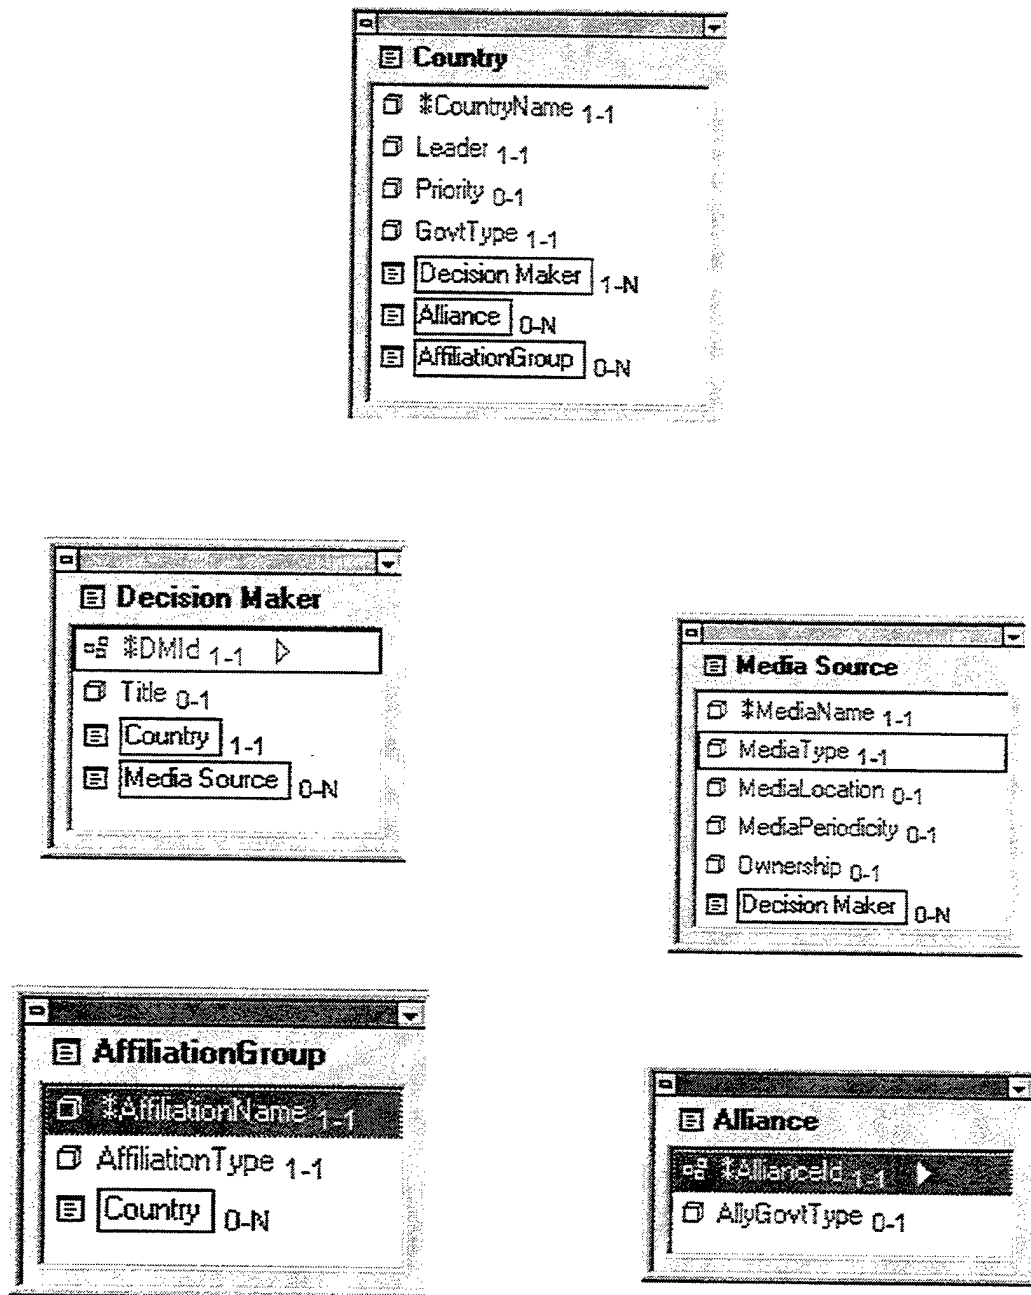 Country
*CountryName 1-1
Leader 1-1
Priority 0-1
GovtType 1-1
Decision Maker 1-N
Alliance 0-N
AffiliationGroup 0-N
Decision Maker
*DMId 1-1
Title 0-1
Country 1-1
Media Source 0-N
Media Source
*MediaName 1-1
MediaType 1-1
MediaLocation 0-1
MediaPeriodicity 0-1
Ownership 0-1
Decision Maker 0-N
AffiliationGroup
*AffiliationName 1-1
AffiliationType 1-1
Country 0-N
Alliance
*AllianceId 1-1
AllyGovtType 0-1